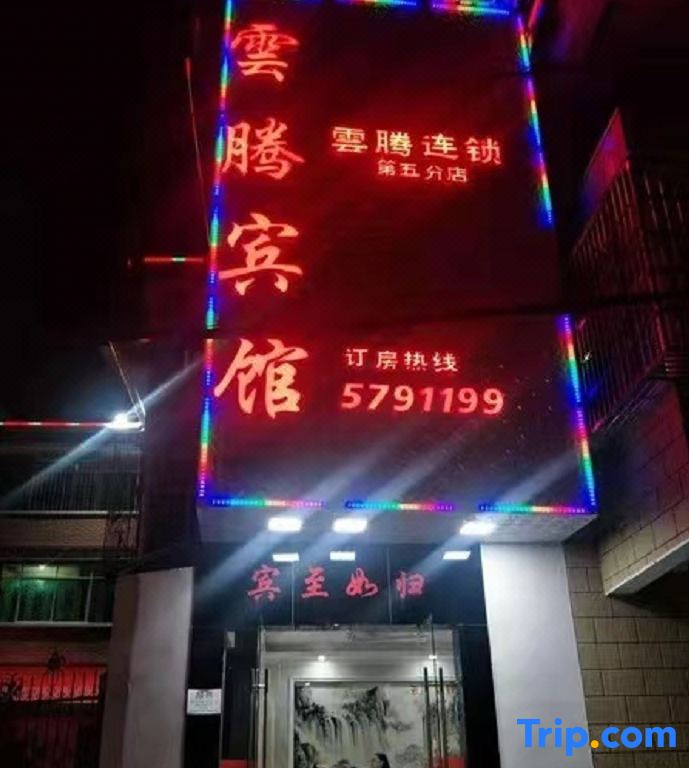 雲腾宾馆
雲腾连锁
第五分店
订房热线
5791199
宾至如归
Trip.com